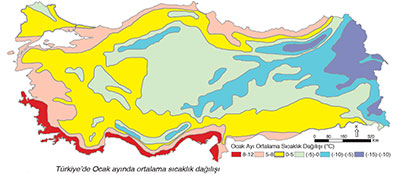 Ocak Ayı Ortalama Sıcaklık Dağılışı (°C)
8-12 5-8 0-5 (-5)-0 (-10)-(-5) (-15)-(-10)
0 80 160 320
Km
Türkiye'de Ocak ayında ortalama sıcaklık dağılışı